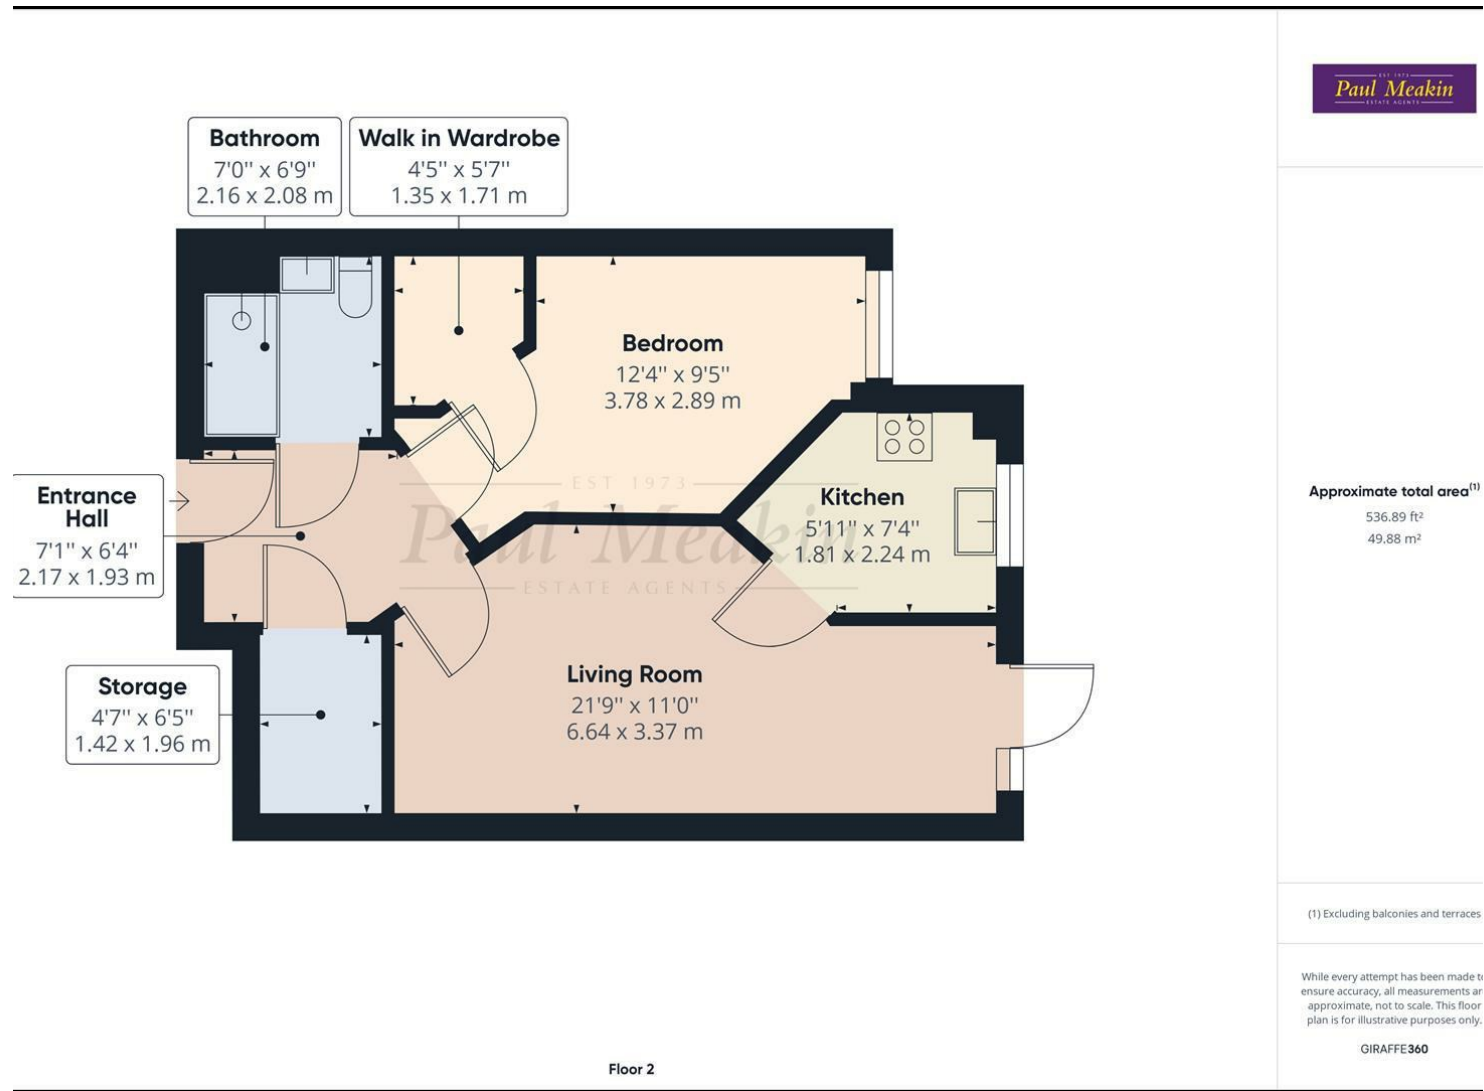 Bathroom
7'0" x 6'9"
2.16 x 2.08 m
Walk in Wardrobe
4'5" x 5'7"
1.35 x 1.71 m
Bedroom
12'4" x 9'5"
3.78 x 2.89 m
Entrance
Hall
7'1" x 6'4"
2.17 x 1.93 m
Kitchen
5'11" x 7'4"
1.81 x 2.24 m
EST 1973
Paul Meakin
ESTATE AGENTS
Living Room
21'9" x 11'0"
6.64 x 3.37 m
Storage
4'7" x 6'5"
1.42 x 1.96 m
Floor 2
EST 1973
Paul Meakin
ESTATE AGENTS
Approximate total area(1)
536.89 ft²
49.88 m²
(1) Excluding balconies and terraces
While every attempt has been made to
ensure accuracy, all measurements ar
approximate, not to scale. This floor
plan is for illustrative purposes only.
GIRAFFE360